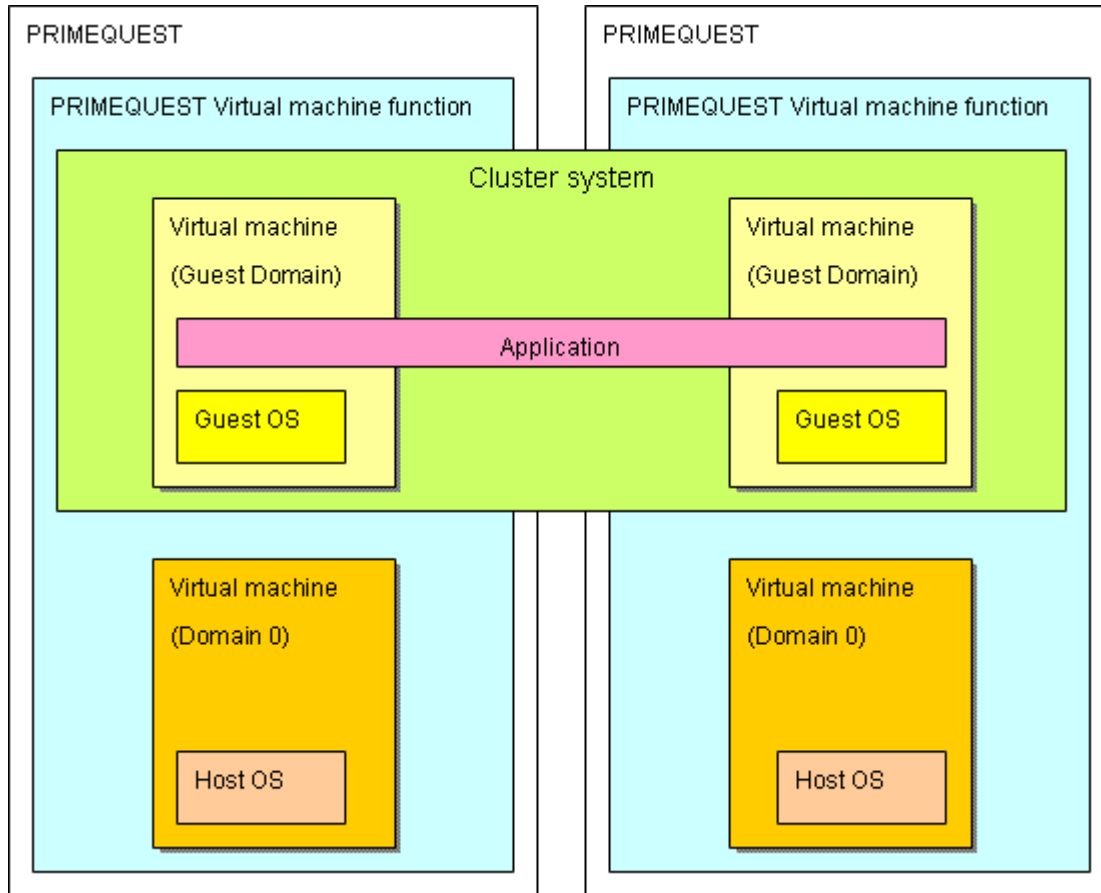 PRIMEQUEST
PRIMEQUEST
PRIMEQUEST Virtual machine function
PRIMEQUEST Virtual machine function
Cluster system
Virtual machine
(Guest Domain)
Virtual machine
(Guest Domain)
Application
Guest OS
Guest OS
Virtual machine
(Domain 0)
Virtual machine
(Domain 0)
Host OS
Host OS